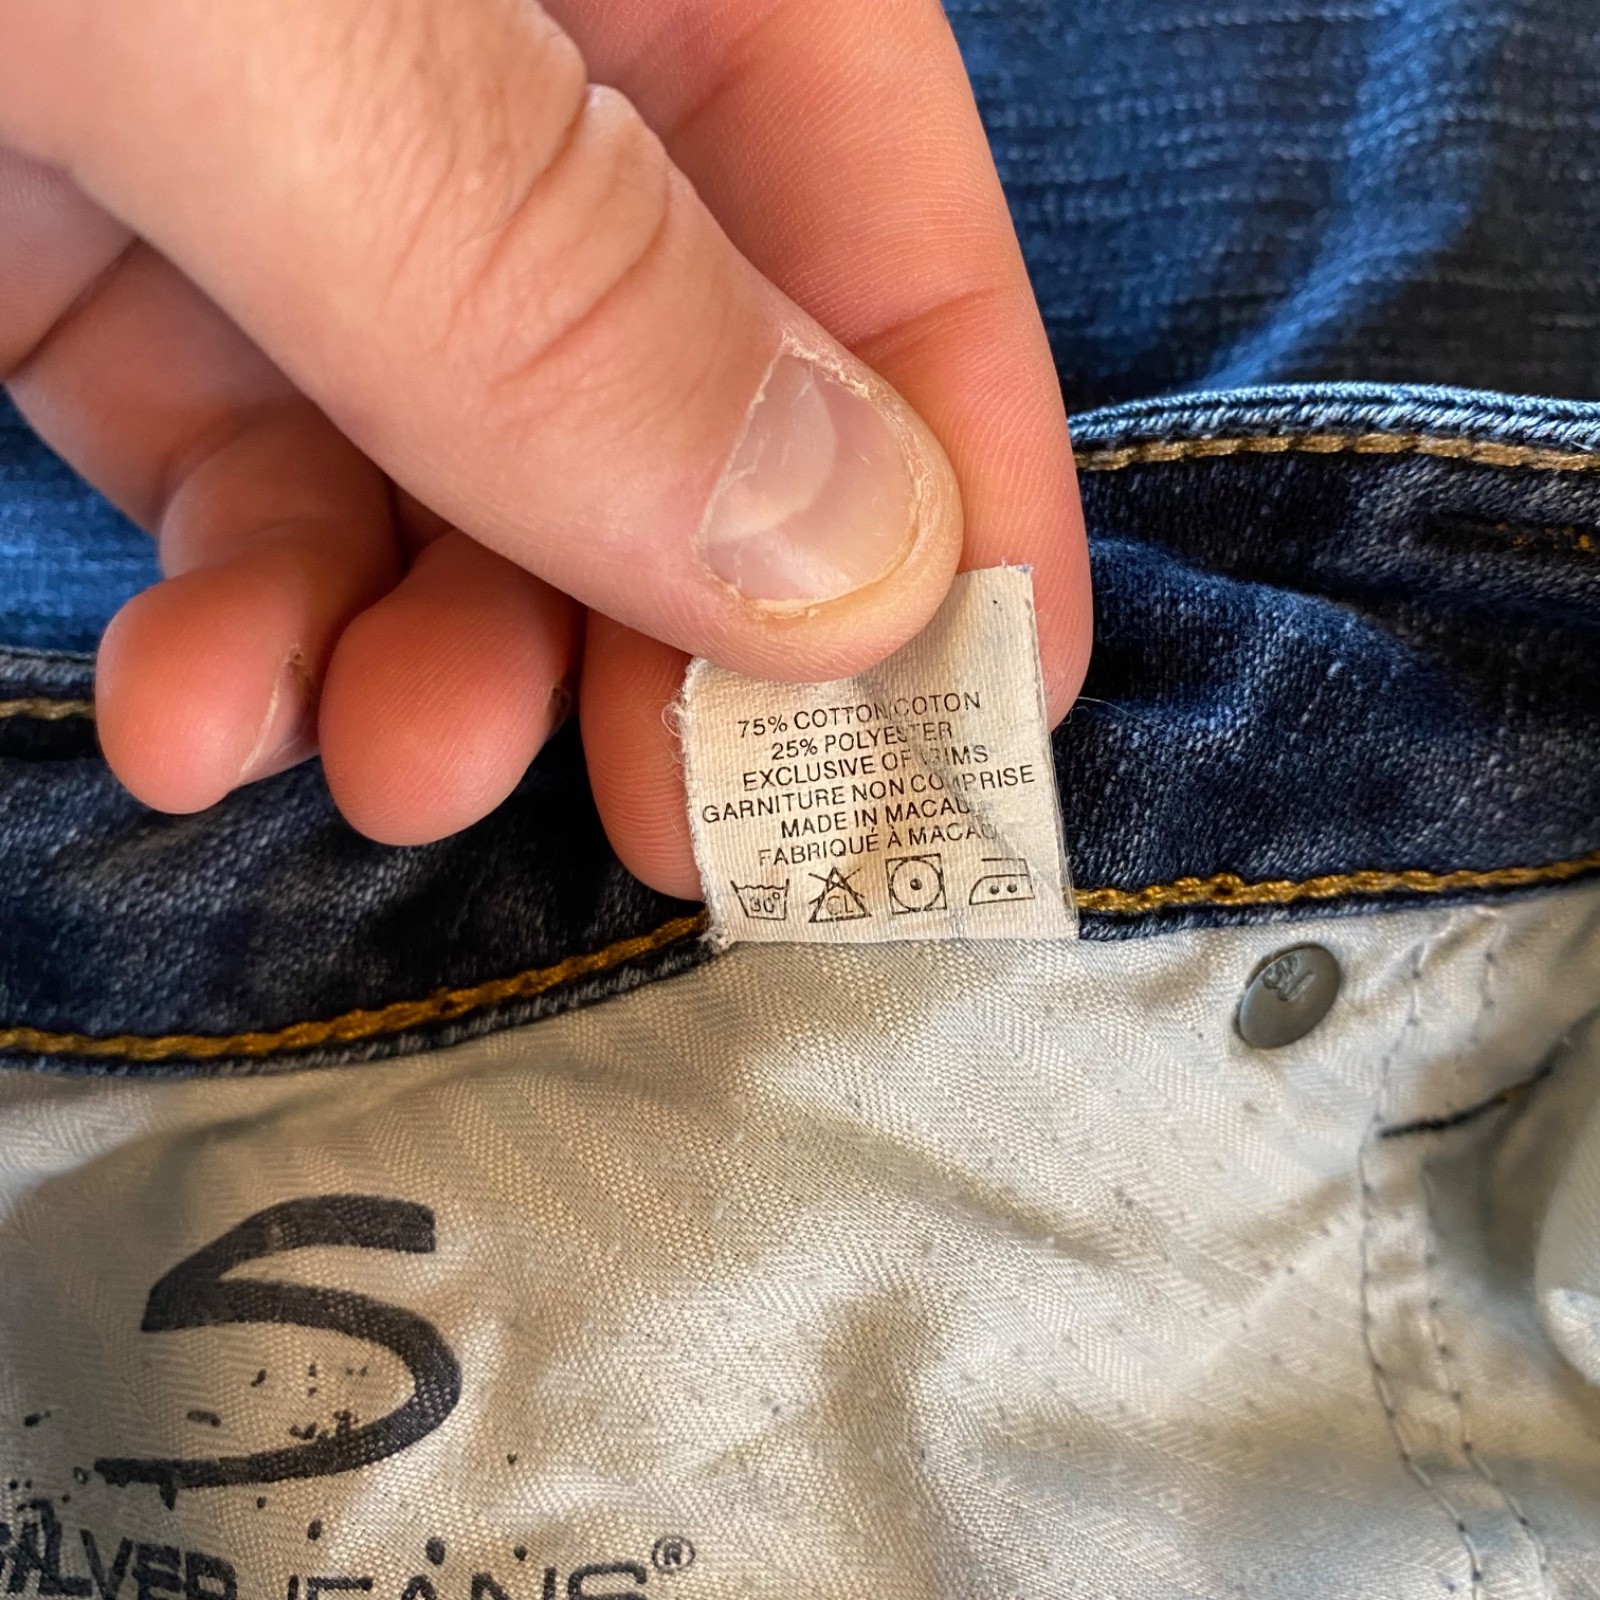 75% COTTON/COTON
25% POLYESTER
EXCLUSIVE OF TRIMS
GARNITURE NON COMPRISE
MADE IN MACAU
FABRIQUÉ À MACAO
30° CL
S
SILVER JEANS®